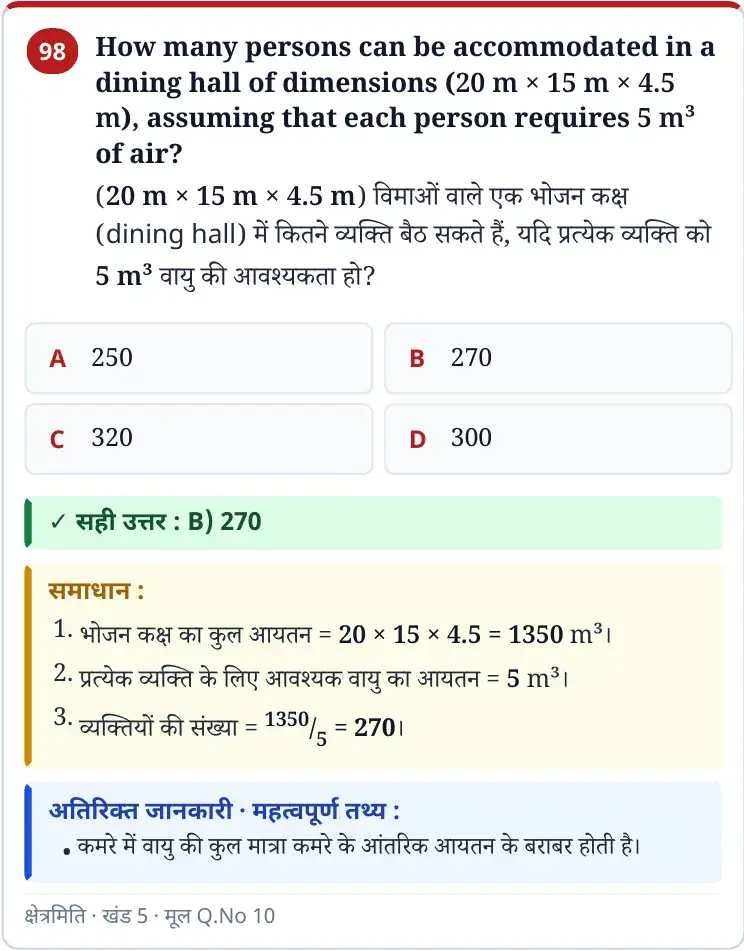 98
How many persons can be accommodated in a
dining hall of dimensions (20 m × 15 m × 4.5
m), assuming that each person requires 5 m³
of air?
(20 m × 15 m × 4.5 m) विमाओं वाले एक भोजन कक्ष
(dining hall) में कितने व्यक्ति बैठ सकते हैं, यदि प्रत्येक व्यक्ति को
5 m³ वायु की आवश्यकता हो?
A 250
B 270
C 320
D 300
✓ सही उत्तर : B) 270
समाधान :
1. भोजन कक्ष का कुल आयतन = 20 × 15 × 4.5 = 1350 m³।
2. प्रत्येक व्यक्ति के लिए आवश्यक वायु का आयतन = 5 m³।
3. व्यक्तियों की संख्या = ¹³⁵⁰/₅ = 270।
अतिरिक्त जानकारी · महत्वपूर्ण तथ्य :
• कमरे में वायु की कुल मात्रा कमरे के आंतरिक आयतन के बराबर होती है।
क्षेत्रमिति · खंड 5 · मूल Q.No 10